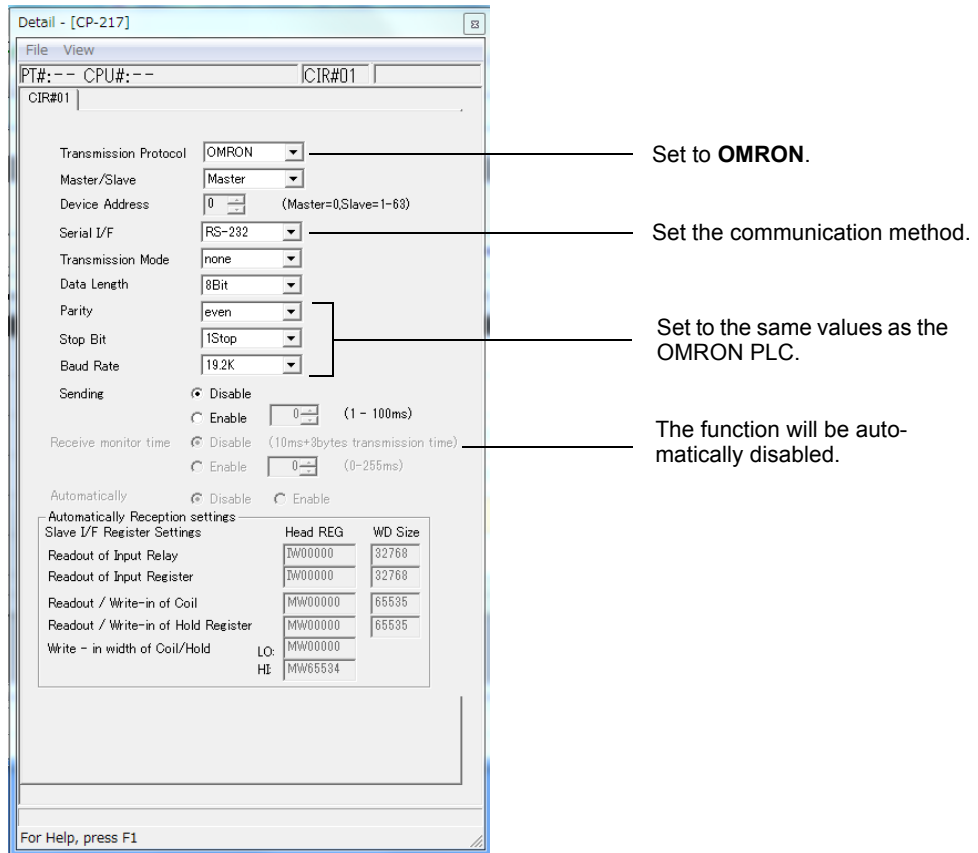 Detail - [CP-217]
File View
PT#:-- CPU#:-- CIR#01
CIR#01
Transmission Protocol OMRON
Set to OMRON.
Master/Slave Master
Device Address 0 (Master=0,Slave=1-63)
Serial I/F RS-232
Set the communication method.
Transmission Mode none
Data Length 8Bit
Parity even
Stop Bit 1Stop
Baud Rate 19.2K
Set to the same values as the
OMRON PLC.
Sending Disable
Enable 0 (1 - 100ms)
Receive monitor time Disable (10ms+3bytes transmission time)
Enable 0 (0-255ms)
The function will be auto-
matically disabled.
Automatically Disable Enable
Automatically Reception settings
Slave I/F Register Settings Head REG WD Size
Readout of Input Relay IW00000 32768
Readout of Input Register IW00000 32768
Readout / Write-in of Coil MW00000 65535
Readout / Write-in of Hold Register MW00000 65535
Write - in width of Coil/Hold LO: MW00000
HI: MW65534
For Help, press F1